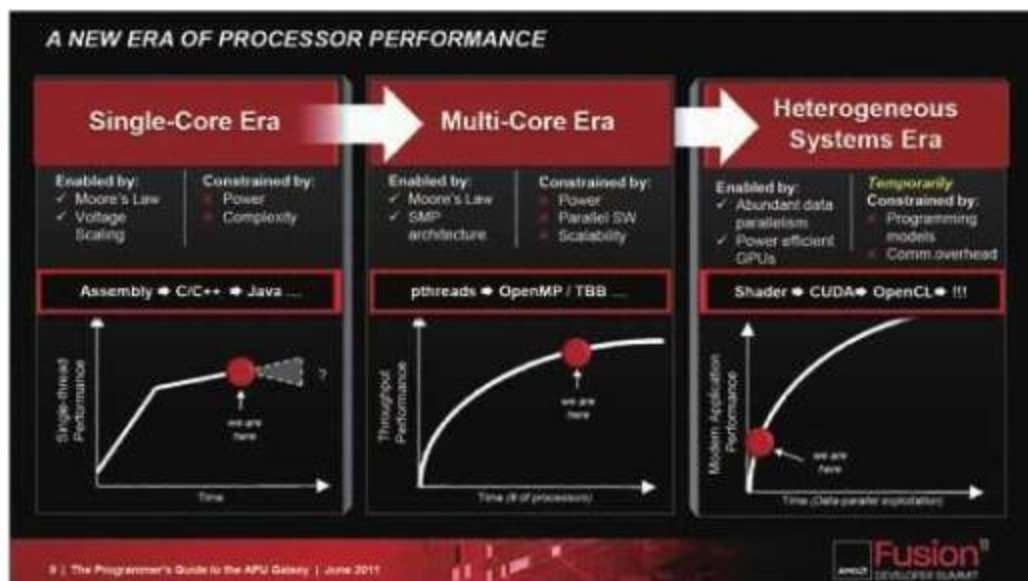 A NEW ERA OF PROCESSOR PERFORMANCE
Single-Core Era
Enabled by:
✓ Moore's Law
✓ Voltage
Scaling
Constrained by:
× Power
× Complexity
Assembly ➡ C/C++ ➡ Java ...
Single-thread
Performance
?
we are
here
Time
Multi-Core Era
Enabled by:
✓ Moore's Law
✓ SMP
architecture
Constrained by:
× Power
× Parallel SW
× Scalability
pthreads ➡ OpenMP / TBB ...
Throughput
Performance
we are
here
Time (# of processors)
Heterogeneous
Systems Era
Enabled by:
✓ Abundant data
parallelism
✓ Power efficient
GPUs
Temporarily
Constrained by:
× Programming
models
× Comm.overhead
Shader ➡ CUDA ➡ OpenCL ➡ !!!
Modern Application
Performance
we are
here
Time (Data-parallel exploitation)
9 | The Programmer's Guide to the APU Galaxy | June 2011
AMD
Fusion11
DEVELOPER SUMMIT